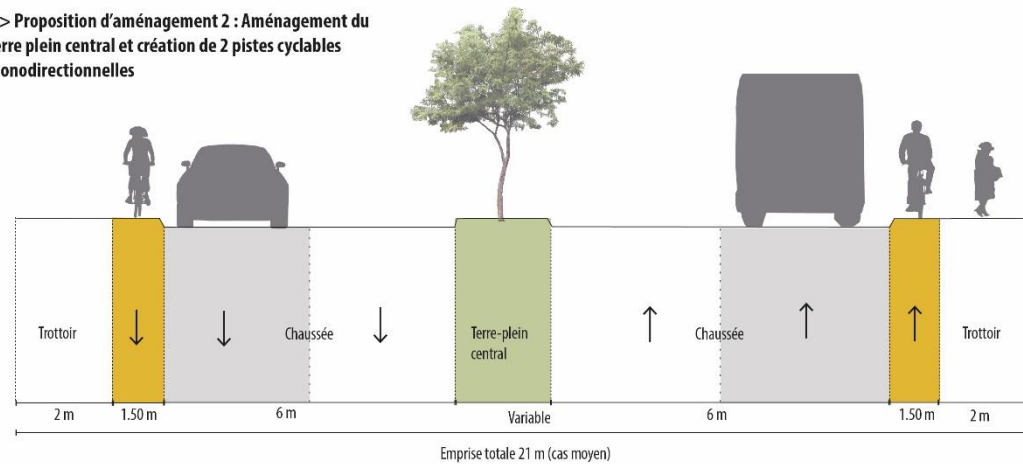 > Proposition d’aménagement 2 : Aménagement du
erre plein central et création de 2 pistes cyclables
onodirectionnelles
Trottoir
Chaussée
Terre-plein
central
Chaussée
Trottoir
2 m
1.50 m
6 m
Variable
6 m
1.50 m
2 m
Emprise totale 21 m (cas moyen)